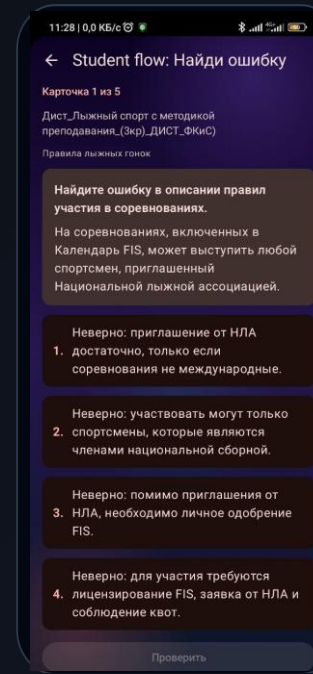 11:28 | 0,0 КБ/с
4G
← Student flow: Найди ошибку
Карточка 1 из 5
Дист_Лыжный спорт с методикой
преподавания_(3кр)_ДИСТ_ФКиС)
Правила лыжных гонок
Найдите ошибку в описании правил
участия в соревнованиях.
На соревнованиях, включенных в
Календарь FIS, может выступить любой
спортсмен, приглашенный
Национальной лыжной ассоциацией.
Неверно: приглашение от НЛА
1. достаточно, только если
соревнования не международные.
Неверно: участвовать могут только
2. спортсмены, которые являются
членами национальной сборной.
Неверно: помимо приглашения от
3. НЛА, необходимо личное одобрение
FIS.
Неверно: для участия требуются
4. лицензирование FIS, заявка от НЛА и
соблюдение квот.
Проверить